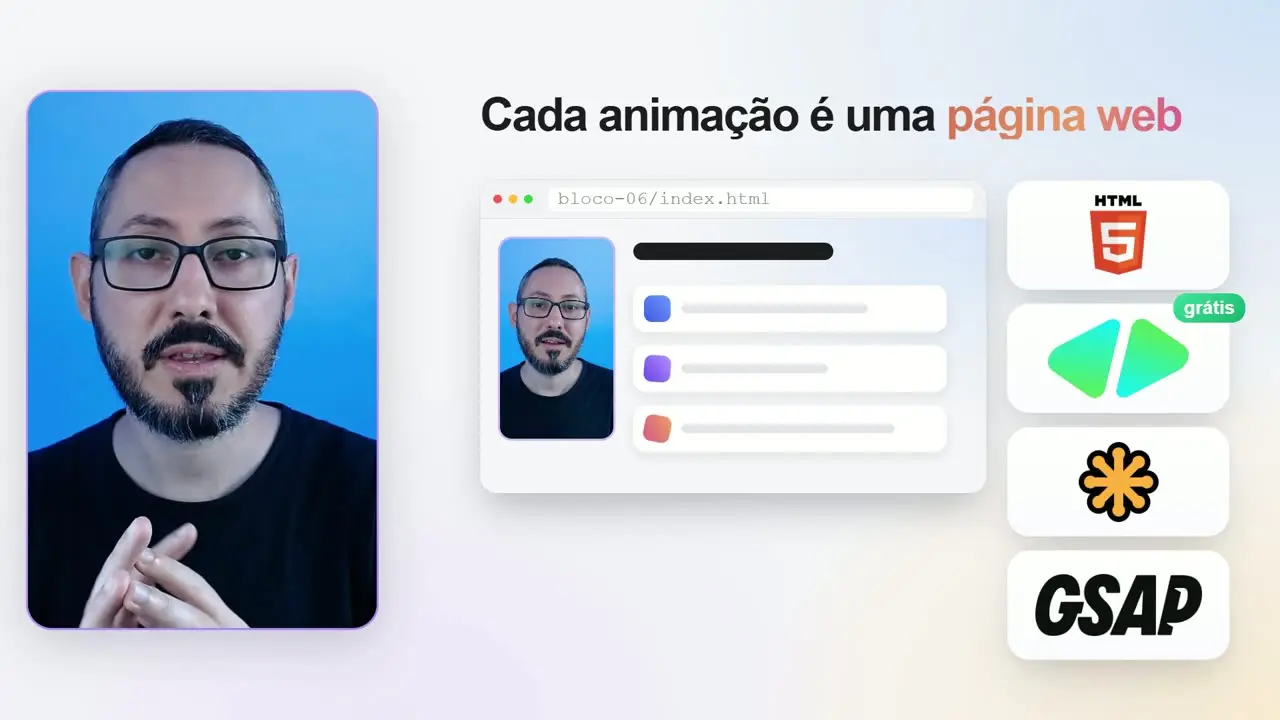 Cada animação é uma página web
bloco-06/index.html
HTML
5
grátis
GSAP